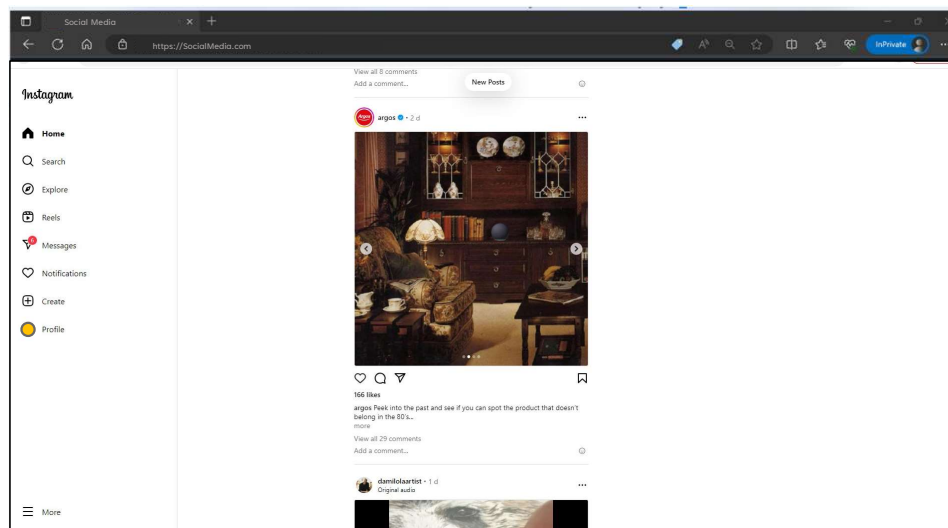 Social Media
https://SocialMedia.com
InPrivate
Instagram
Home
Search
Explore
Reels
6
Messages
Notifications
Create
Profile
More
View all 8 comments
Add a comment...
New Posts
argos • 2 d
166 likes
argos Peek into the past and see if you can spot the product that doesn't
belong in the 80's...
more
View all 29 comments
Add a comment...
damilolaartist • 1 d
Original audio